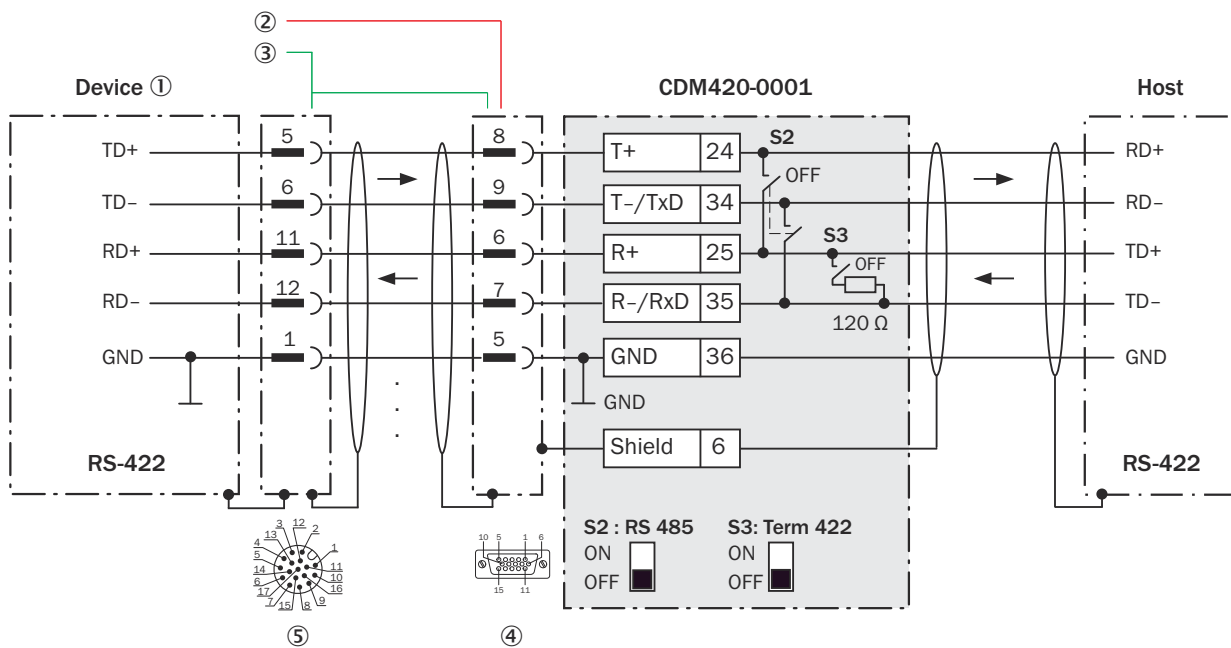 ②
③
Device ① CDM420-0001 Host
TD+ 5 8 T+ 24 S2 RD+
OFF
TD– 6 9 T–/TxD 34 RD–
S3
RD+ 11 6 R+ 25 TD+
OFF
RD– 12 7 R–/RxD 35 TD–
120 Ω
GND 1 5 GND 36 GND
GND
Shield 6
RS-422 RS-422
S2 : RS 485 S3: Term 422
ON ON
OFF OFF
3 12 2
13
4 1
5 11
14 10
6 16
17
7 15 8 9
10 5 1 6
15 11
⑤ ④